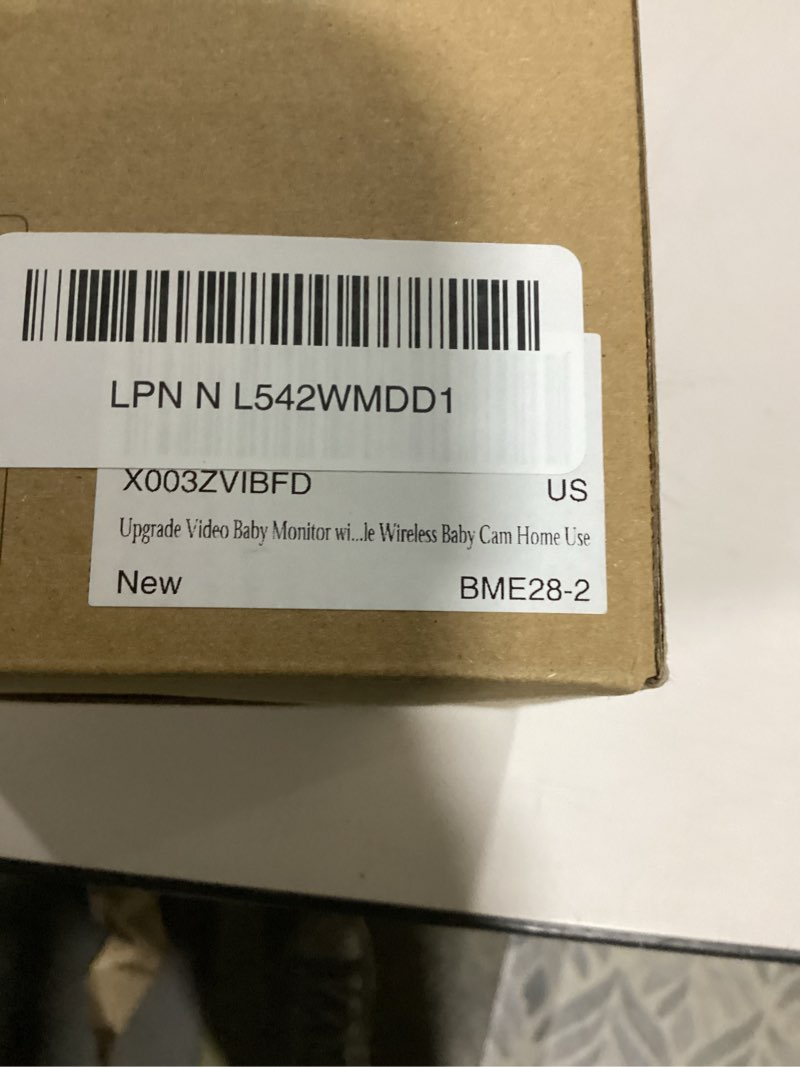 LPN N L542WMDD1
X003ZVIBFD US
Upgrade Video Baby Monitor wi...le Wireless Baby Cam Home Use
New BME28-2